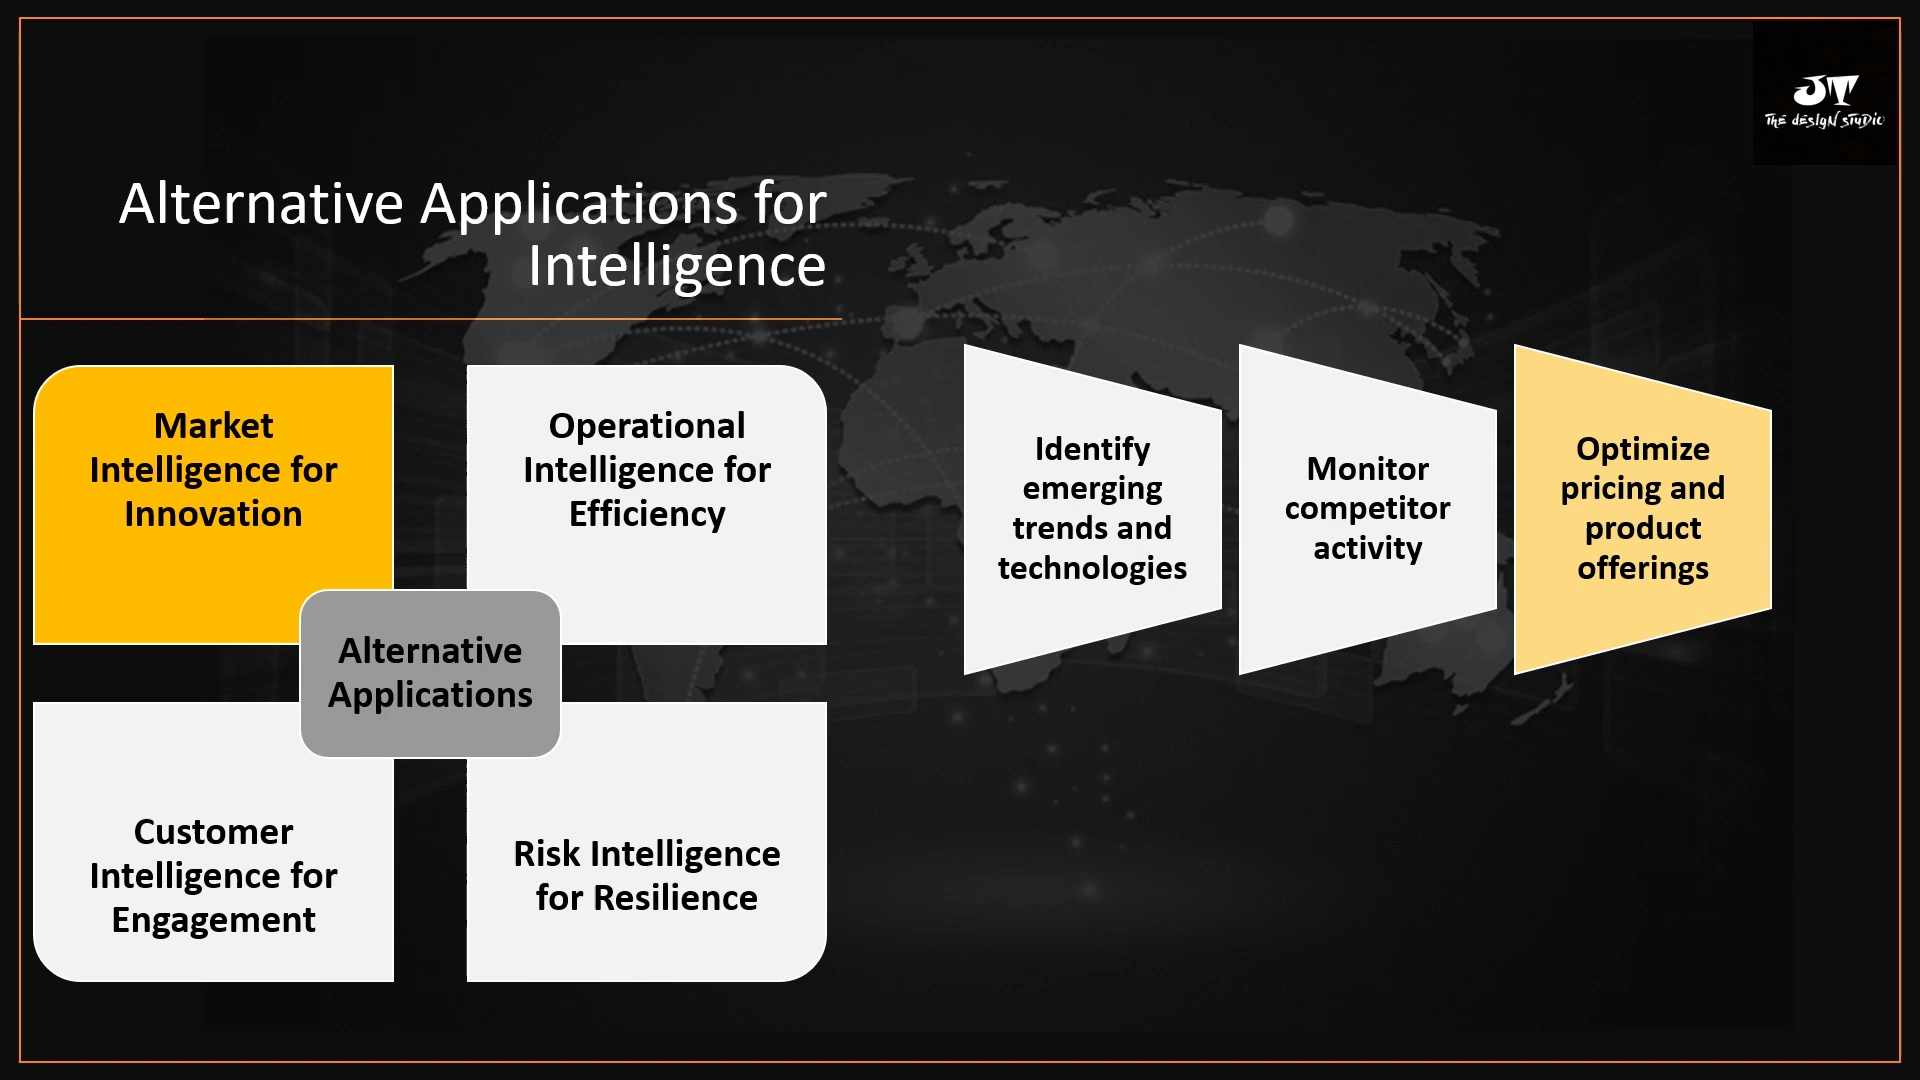 JT
THE DESIGN STUDIO
Alternative Applications for
Intelligence
Market
Intelligence for
Innovation
Operational
Intelligence for
Efficiency
Alternative
Applications
Customer
Intelligence for
Engagement
Risk Intelligence
for Resilience
Identify
emerging
trends and
technologies
Monitor
competitor
activity
Optimize
pricing and
product
offerings